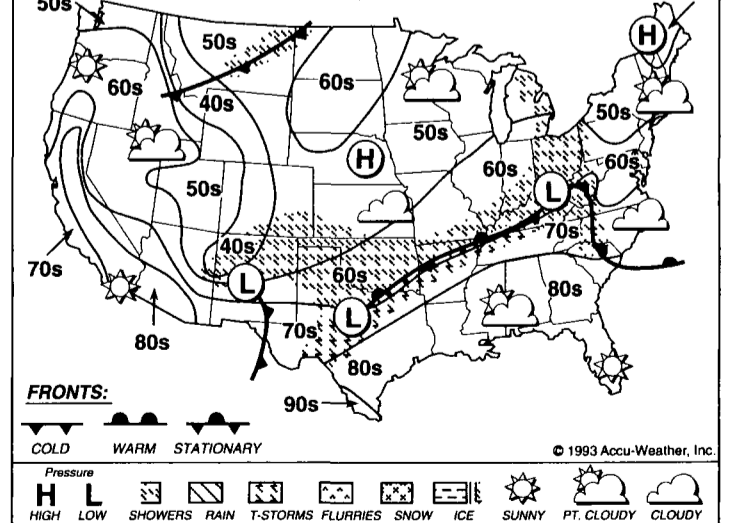 50s
H
50s
60s
60s
40s
50s
50s
H
60s
60s
50s
L
70s
40s
60s
70s
L
80s
L
70s
80s
80s
90s
FRONTS:
COLD WARM STATIONARY
© 1993 Accu-Weather, Inc.
Pressure
H L
HIGH LOW SHOWERS RAIN T-STORMS FLURRIES SNOW ICE SUNNY PT. CLOUDY CLOUDY